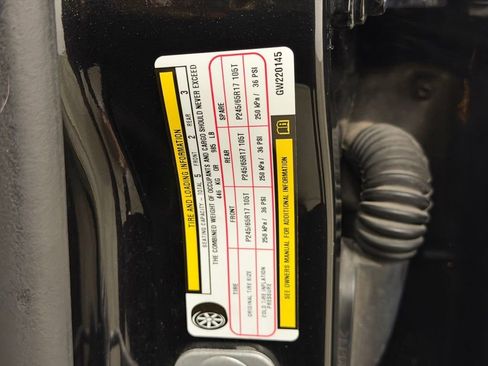 TIRE AND LOADING INFORMATION
SEATING CAPACITY - TOTAL 5 FRONT 2 REAR 3
THE COMBINED WEIGHT OF OCCUPANTS AND CARGO SHOULD NEVER EXCEED
446 KG OR 985 LB
TIRE FRONT REAR SPARE
ORIGINAL TIRE SIZE P245/65R17 105T P245/65R17 105T P245/65R17 105T
COLD TIRE INFLATION PRESSURE 250 kPa / 36 PSI 250 kPa / 36 PSI 250 kPa / 36 PSI
SEE OWNERS MANUAL FOR ADDITIONAL INFORMATION
GW220145